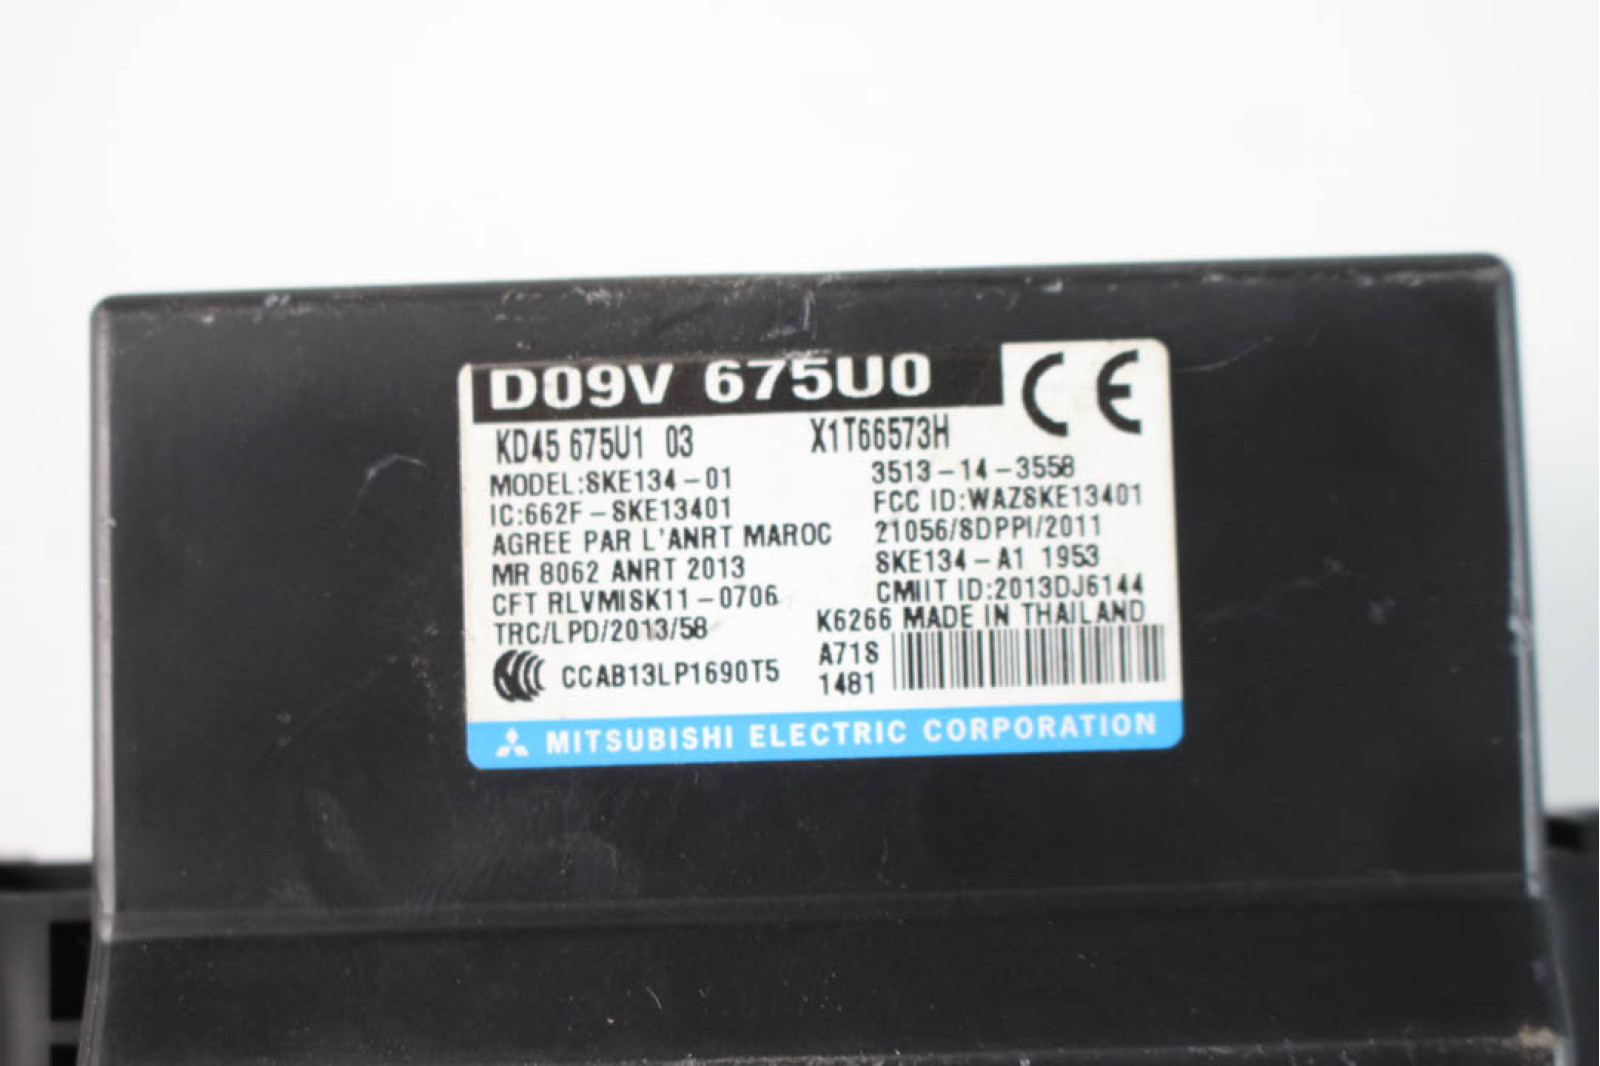 D09V 675U0
KD45 675U1 03 X1T66573H
MODEL:SKE134-01 3513-14-3558
IC:662F-SKE13401 FCC ID:WAZSKE13401
AGREE PAR L'ANRT MAROC 21056/SDPPI/2011
MR 8062 ANRT 2013 SKE134-A1 1953
CFT RLVMISK11-0706 CMIIT ID:2013DJ6144
TRC/LPD/2013/58 K6266 MADE IN THAILAND
CCAB13LP1690T5 A71S
1481
MITSUBISHI ELECTRIC CORPORATION